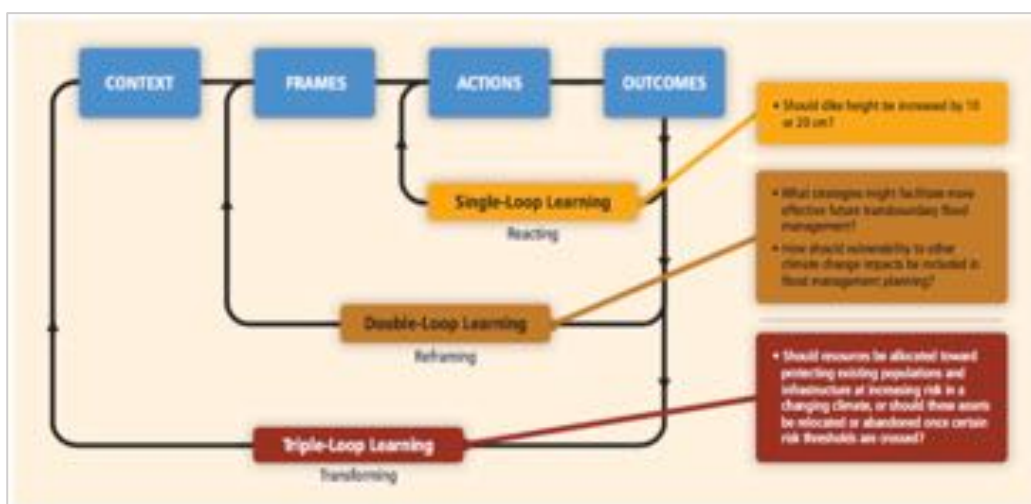 CONTEXT
FRAMES
ACTIONS
OUTCOMES
Single-Loop Learning
Reacting
Double-Loop Learning
Reframing
Triple-Loop Learning
Transforming
• Should dike height be increased by 10
or 20 cm?
• What strategies might facilitate more
effective future transboundary flood
management?
• How should vulnerability to other
climate change impacts be included in
flood management planning?
• Should resources be allocated toward
protecting existing populations and
infrastructure at increasing risk in a
changing climate, or should these assets
be relocated or abandoned once certain
risk thresholds are crossed?